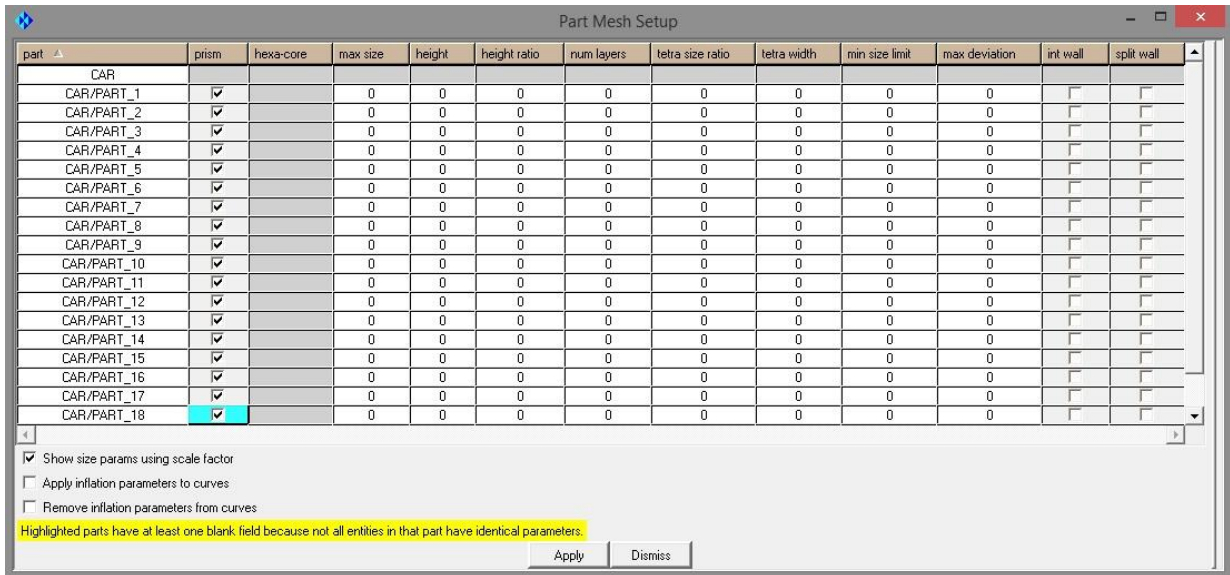 Part Mesh Setup
part prism hexa-core max size height height ratio num layers tetra size ratio tetra width min size limit max deviation int wall split wall
CAR
CAR/PART_1 0 0 0 0 0 0 0 0
CAR/PART_2 0 0 0 0 0 0 0 0
CAR/PART_3 0 0 0 0 0 0 0 0
CAR/PART_4 0 0 0 0 0 0 0 0
CAR/PART_5 0 0 0 0 0 0 0 0
CAR/PART_6 0 0 0 0 0 0 0 0
CAR/PART_7 0 0 0 0 0 0 0 0
CAR/PART_8 0 0 0 0 0 0 0 0
CAR/PART_9 0 0 0 0 0 0 0 0
CAR/PART_10 0 0 0 0 0 0 0 0
CAR/PART_11 0 0 0 0 0 0 0 0
CAR/PART_12 0 0 0 0 0 0 0 0
CAR/PART_13 0 0 0 0 0 0 0 0
CAR/PART_14 0 0 0 0 0 0 0 0
CAR/PART_15 0 0 0 0 0 0 0 0
CAR/PART_16 0 0 0 0 0 0 0 0
CAR/PART_17 0 0 0 0 0 0 0 0
CAR/PART_18 0 0 0 0 0 0 0 0
Show size params using scale factor
Apply inflation parameters to curves
Remove inflation parameters from curves
Highlighted parts have at least one blank field because not all entities in that part have identical parameters.
Apply Dismiss